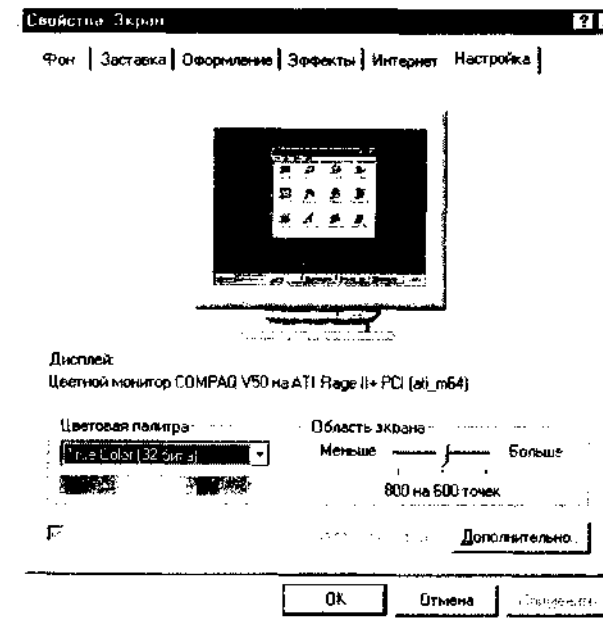 Свойства Экран
Фон Заставка Оформление Эффекты Интернет Настройка
Дисплей:
Цветной монитор COMPAQ V50 на ATI Rage II+ PCI (ati_m64)
Цветовая палитра
True Color (32 бита)
Область экрана
Меньше Больше
800 на 600 точек
Дополнительно...
OK Отмена